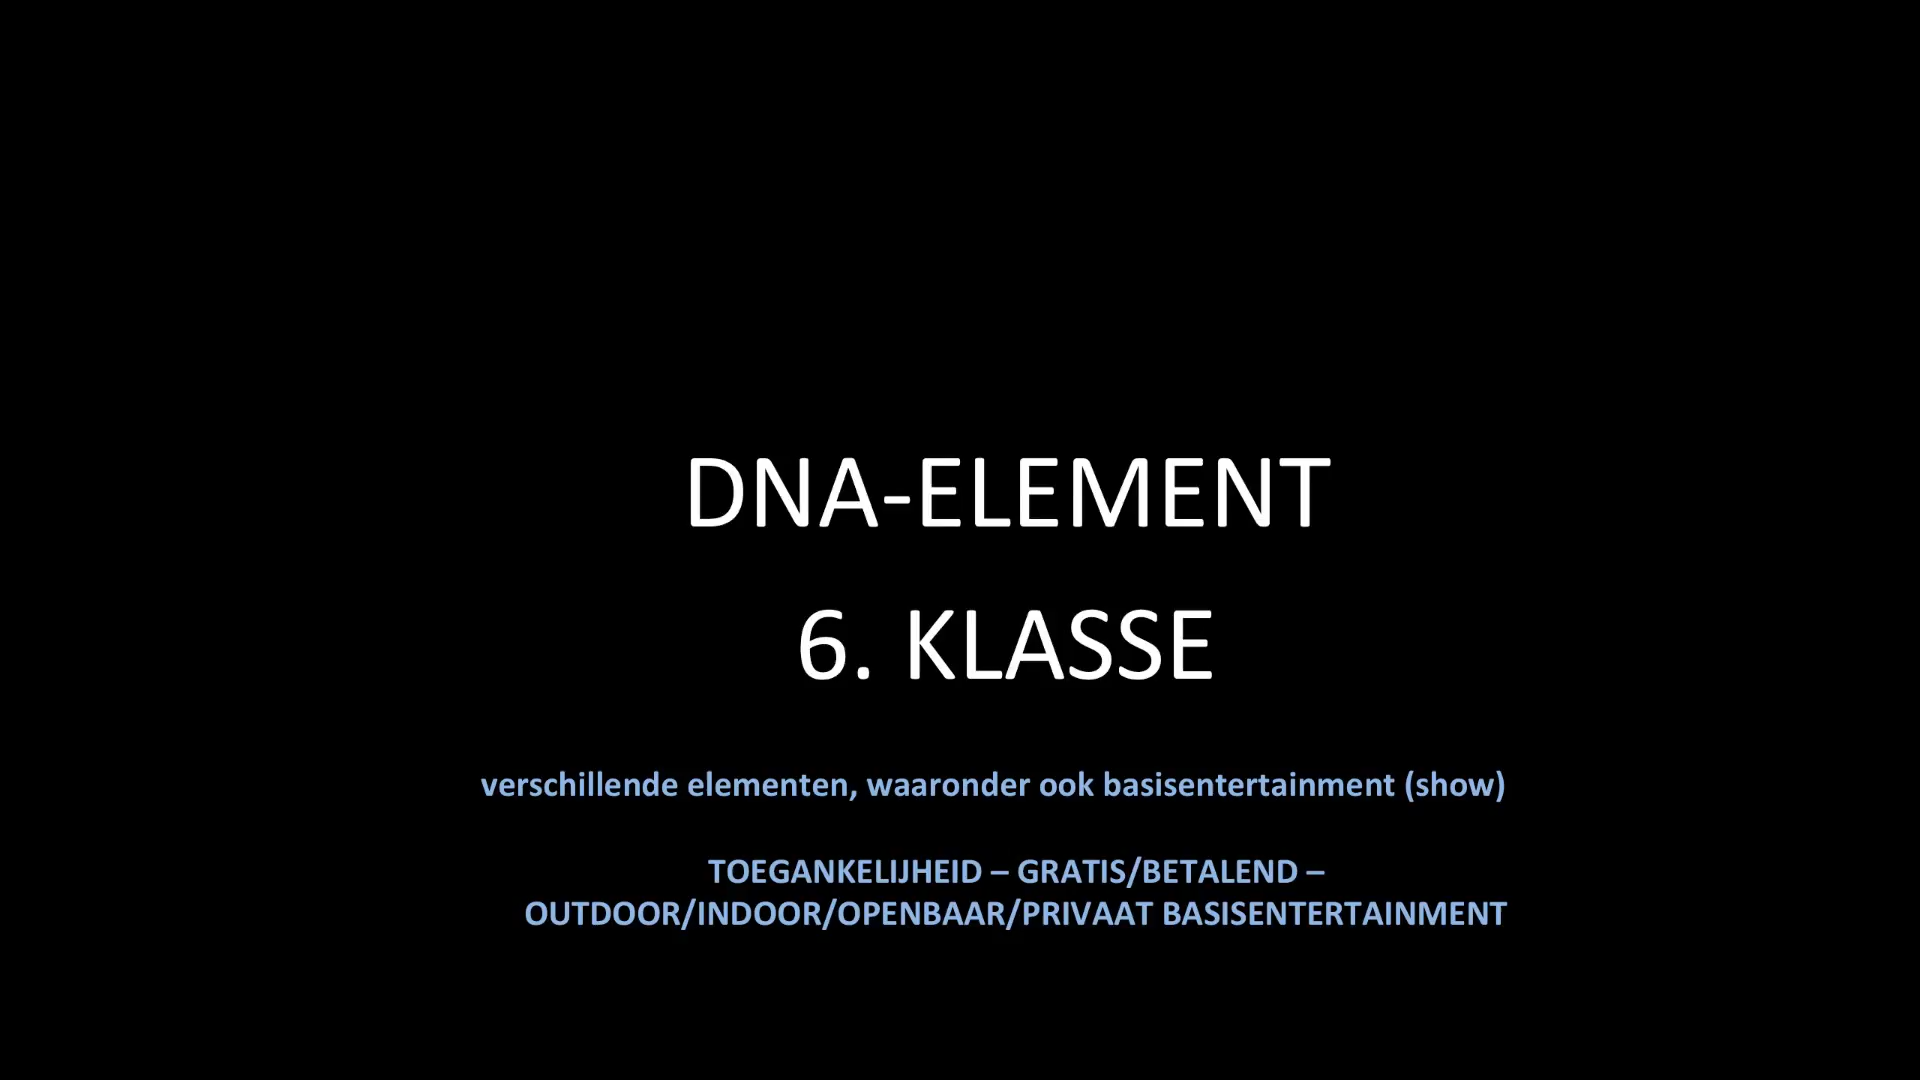 DNA-ELEMENT
6. KLASSE
verschillende elementen, waaronder ook basisentertainment (show)
TOEGANKELIJHEID – GRATIS/BETALEND –
OUTDOOR/INDOOR/OPENBAAR/PRIVAAT BASISENTERTAINMENT